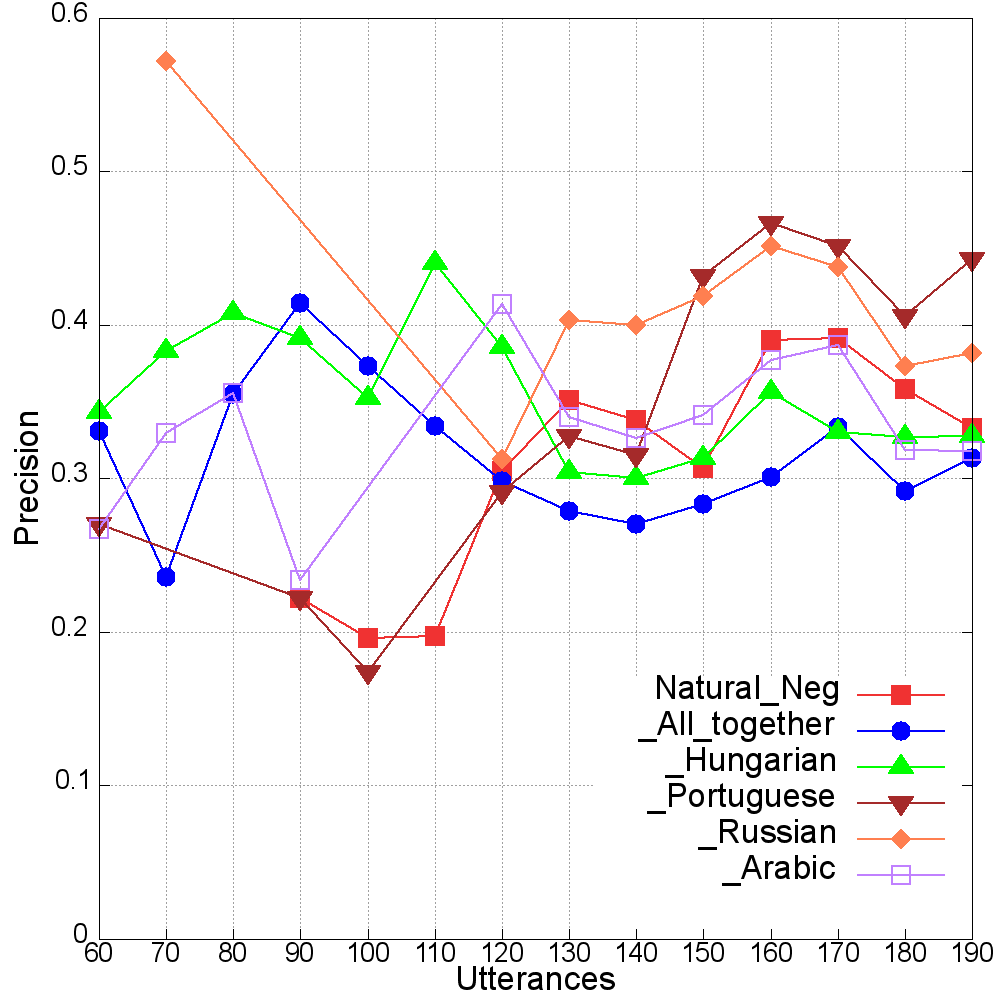 0.6
0.5
0.4
0.3
0.2
0.1
0
Precision
60 70 80 90 100 110 120 130 140 150 160 170 180 190
Utterances
Natural_Neg
_All_together
_Hungarian
_Portuguese
_Russian
_Arabic